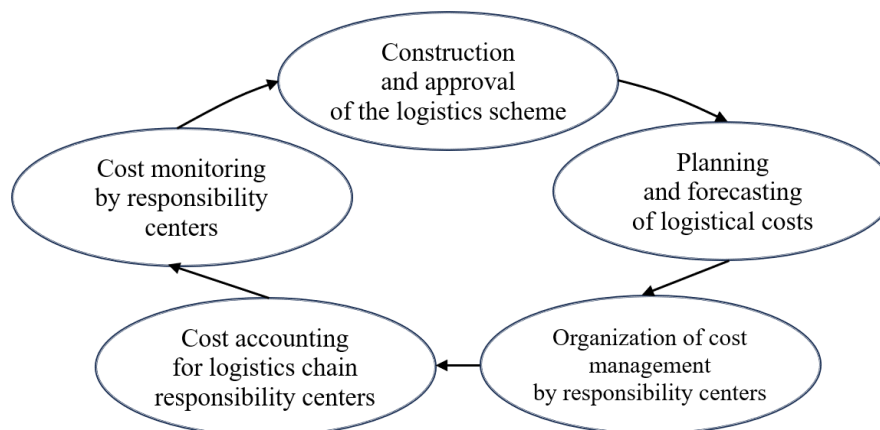 Construction
and approval
of the logistics scheme
Planning
and forecasting
of logistical costs
Organization of cost
management
by responsibility centers
Cost accounting
for logistics chain
responsibility centers
Cost monitoring
by responsibility
centers